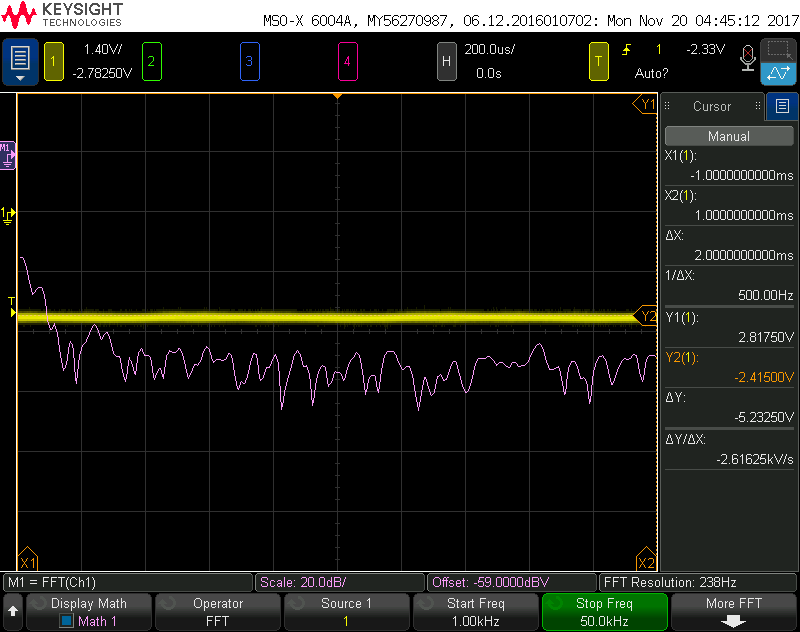 KEYSIGHT
TECHNOLOGIES
MSO-X 6004A, MY56270987, 06.12.2016010702: Mon Nov 20 04:45:12 2017
1 1.40V/ 2 3 4 H 200.0us/ T 1 -2.33V
-2.78250V 0.0s Auto?
Y1
Cursor
Manual
M1
X1(1):
-1.0000000000ms
X2(1):
1
1.0000000000ms
ΔX:
2.0000000000ms
1/ΔX:
500.00Hz
T
Y2
Y1(1):
2.81750V
Y2(1):
-2.41500V
ΔY:
-5.23250V
ΔY/ΔX:
-2.61625kV/s
X1 X2
M1 = FFT(Ch1) Scale: 20.0dB/ Offset: -59.0000dBV FFT Resolution: 238Hz
Display Math Operator Source 1 Start Freq Stop Freq More FFT
Math 1 FFT 1 1.00kHz 50.0kHz